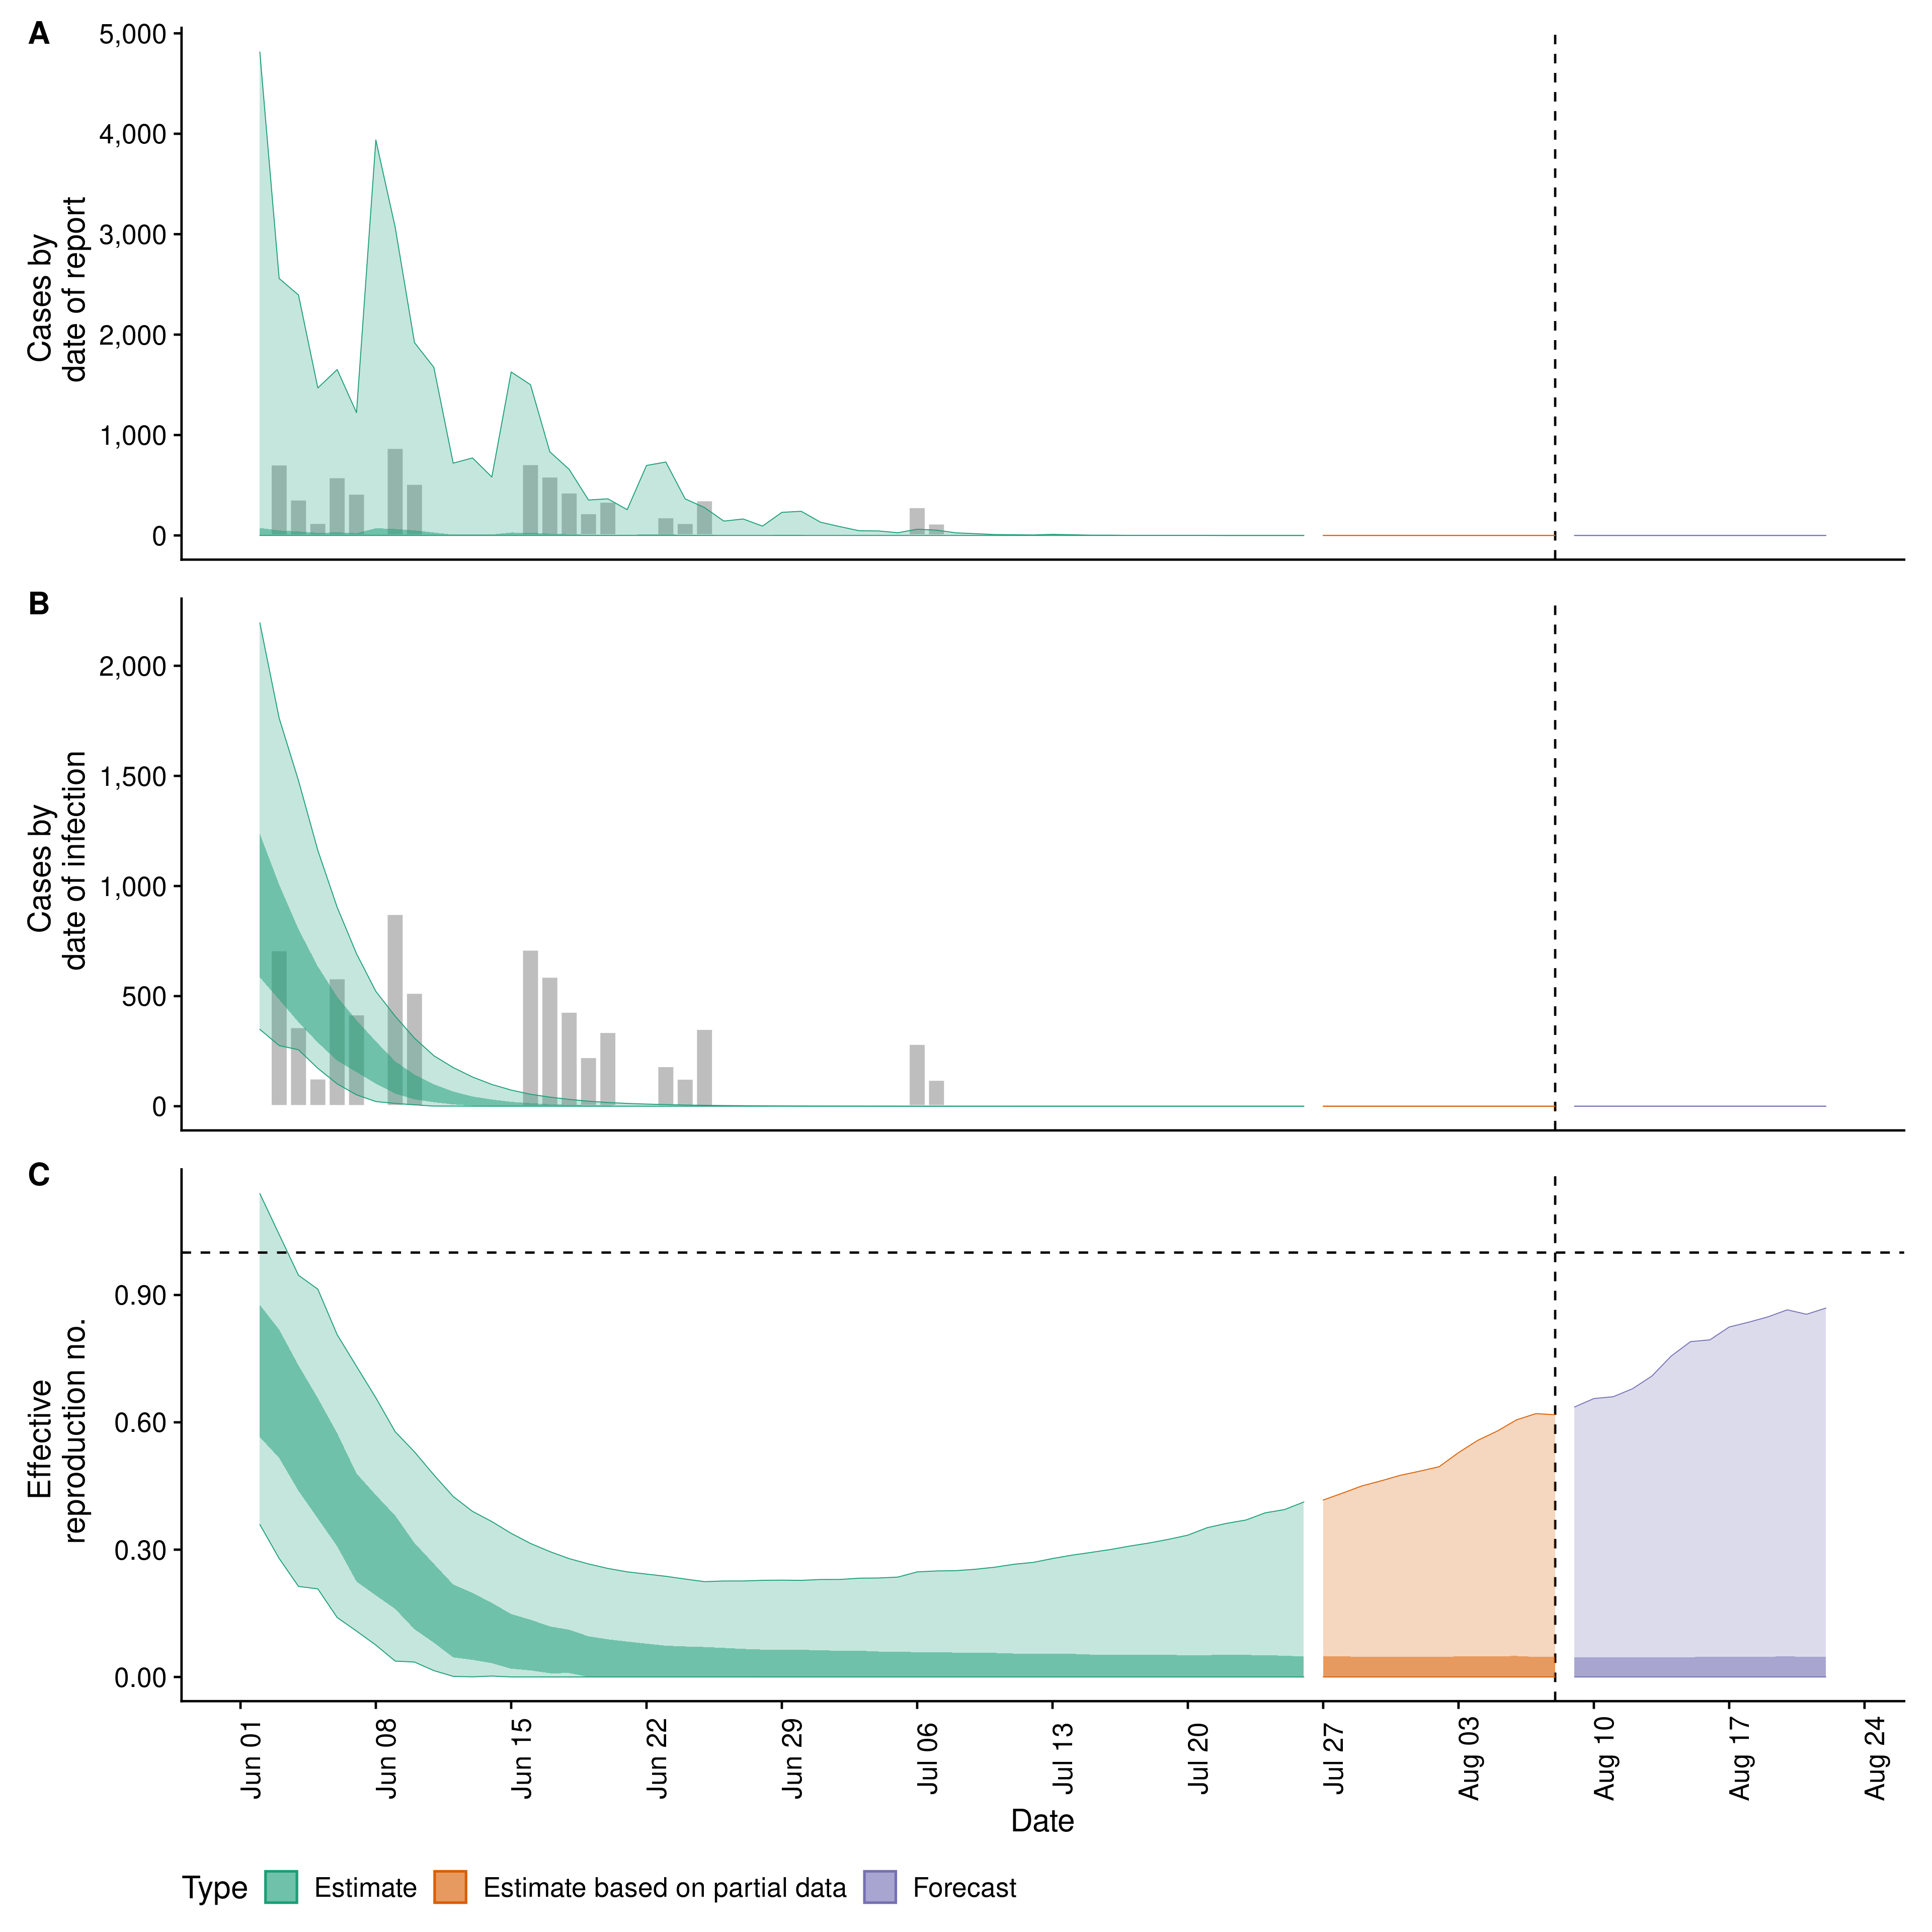 A
5,000
4,000
3,000
2,000
1,000
0
Cases by
date of report
B
2,000
1,500
1,000
500
0
Cases by
date of infection
C
0.90
0.60
0.30
0.00
Effective
reproduction no.
Jun 01
Jun 08
Jun 15
Jun 22
Jun 29
Jul 06
Jul 13
Jul 20
Jul 27
Aug 03
Aug 10
Aug 17
Aug 24
Date
Type Estimate Estimate based on partial data Forecast